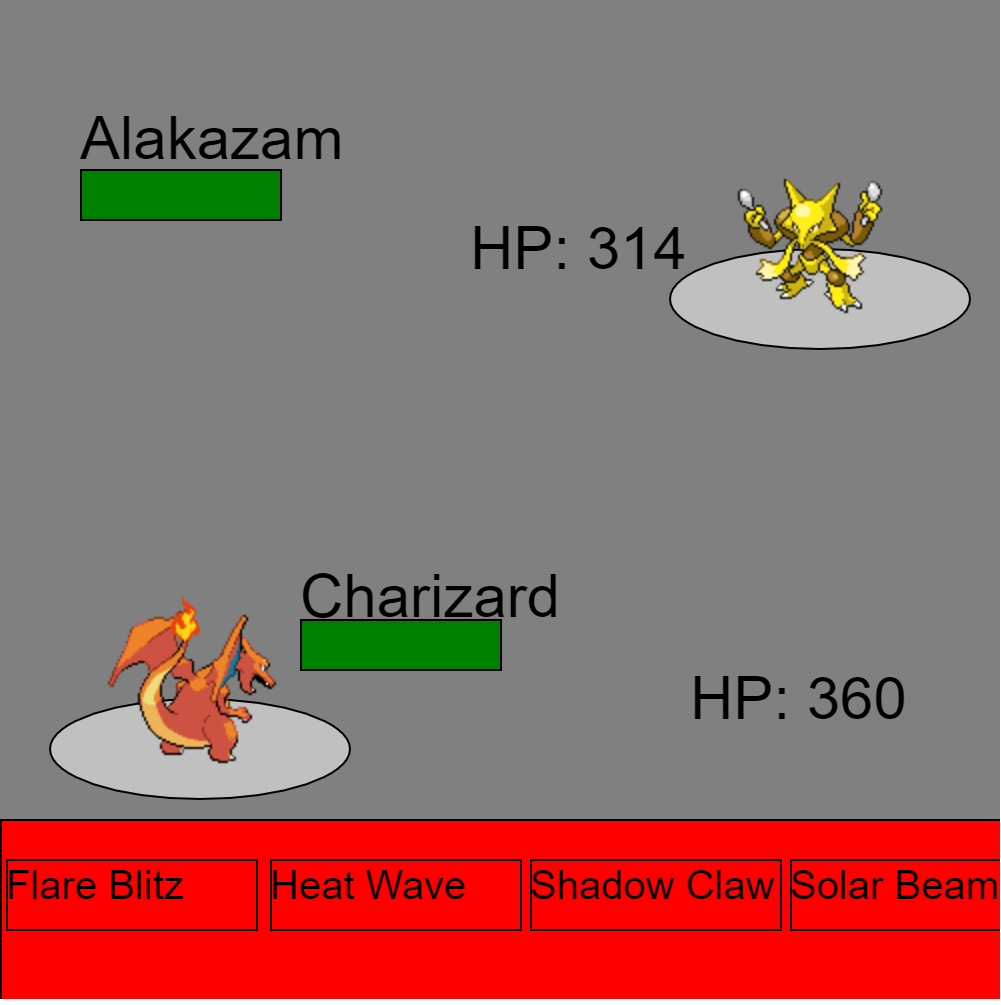 Alakazam
HP: 314
Charizard
HP: 360
Flare Blitz
Heat Wave
Shadow Claw
Solar Beam